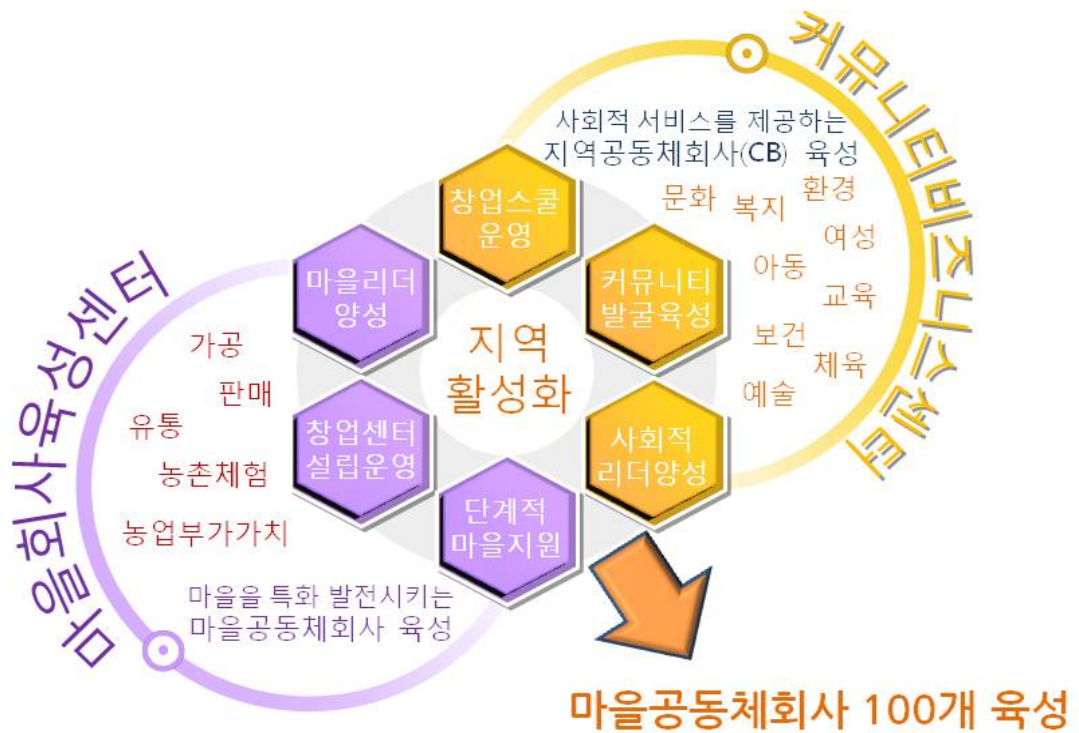 커뮤니티비즈니스센터
사회적 서비스를 제공하는
지역공동체회사(CB) 육성
문화 복지 환경
여성
아동
교육
보건
체육
예술
창업스쿨
운영
커뮤니티
발굴육성
사회적
리더양성
지역
활성화
마을리더
양성
창업센터
설립운영
단계적
마을지원
마을회사육성센터
가공
판매
유통
농촌체험
농업부가가치
마을을 특화 발전시키는
마을공동체회사 육성
마을공동체회사 100개 육성